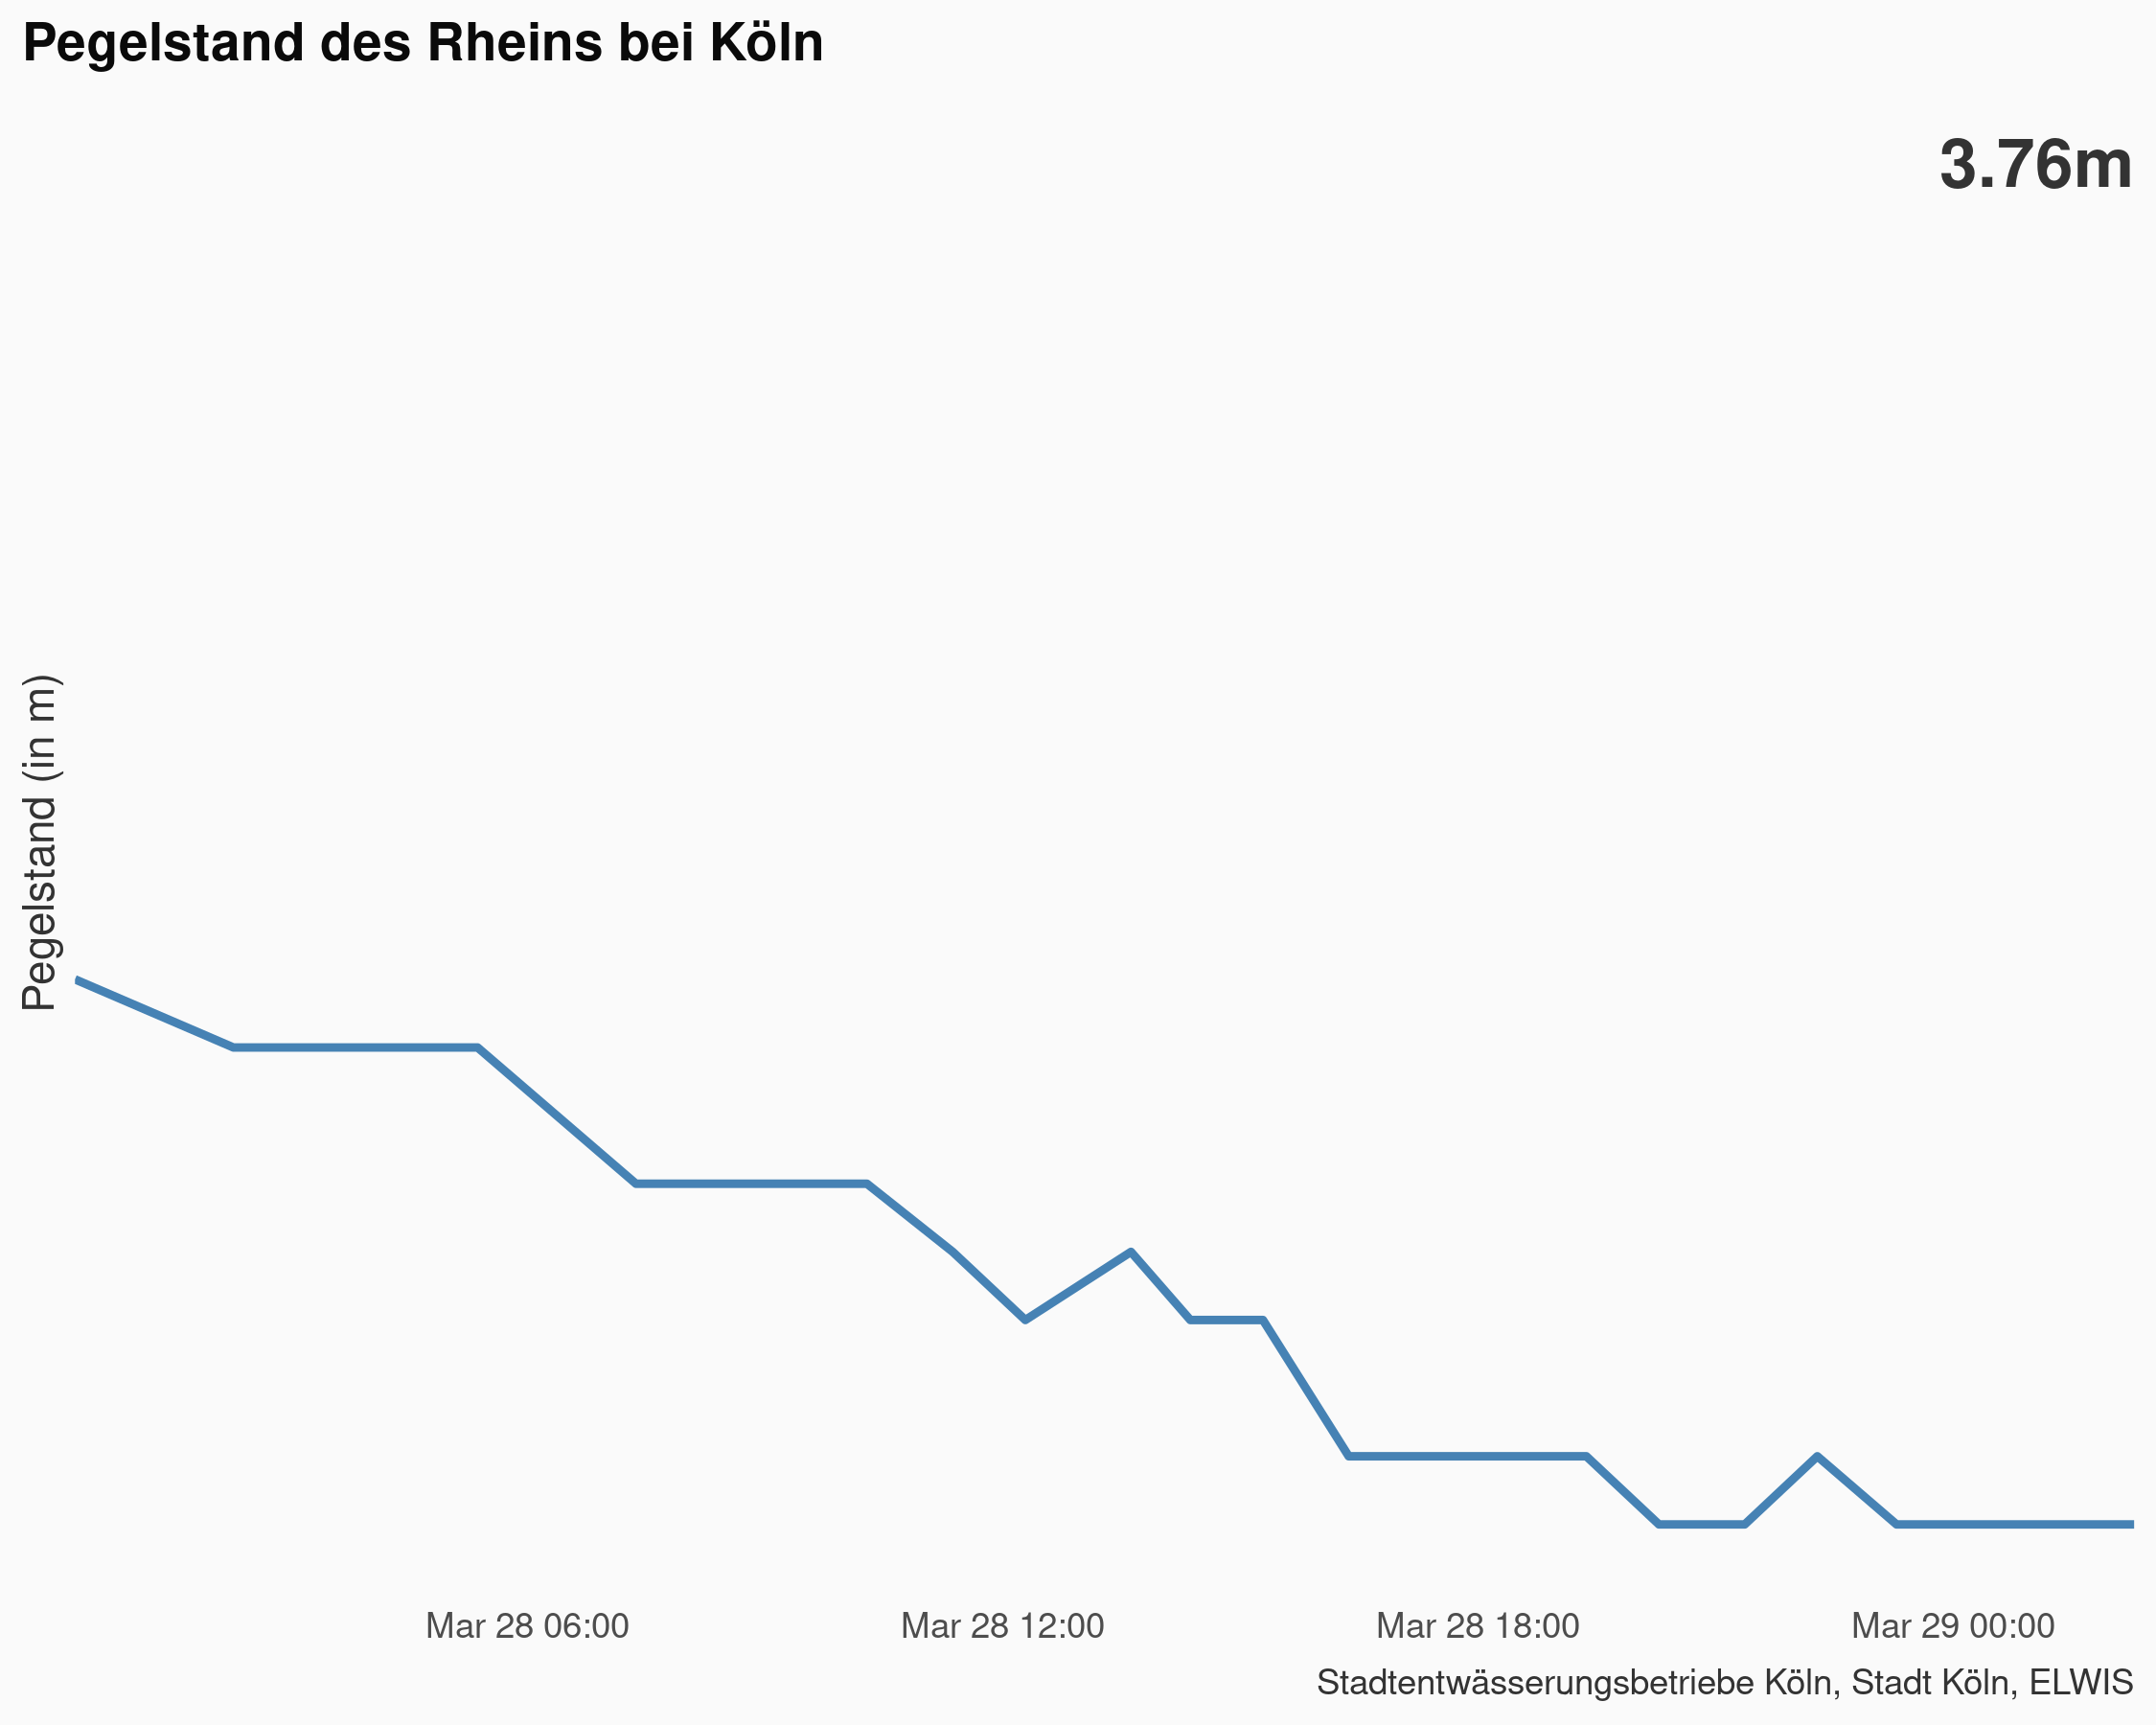 Pegelstand des Rheins bei Köln
3.76m
Pegelstand (in m)
Mar 28 06:00
Mar 28 12:00
Mar 28 18:00
Mar 29 00:00
Stadtentwässerungsbetriebe Köln, Stadt Köln, ELWIS